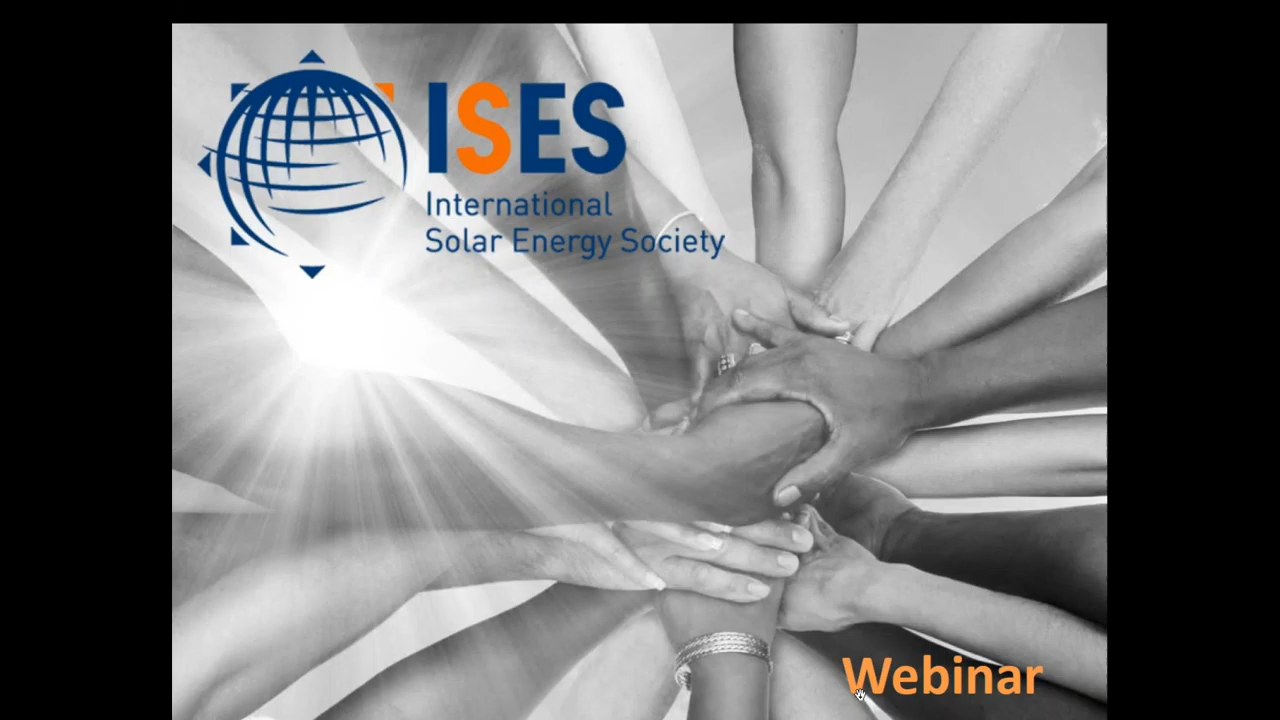 ISES
International
Solar Energy Society
Webinar